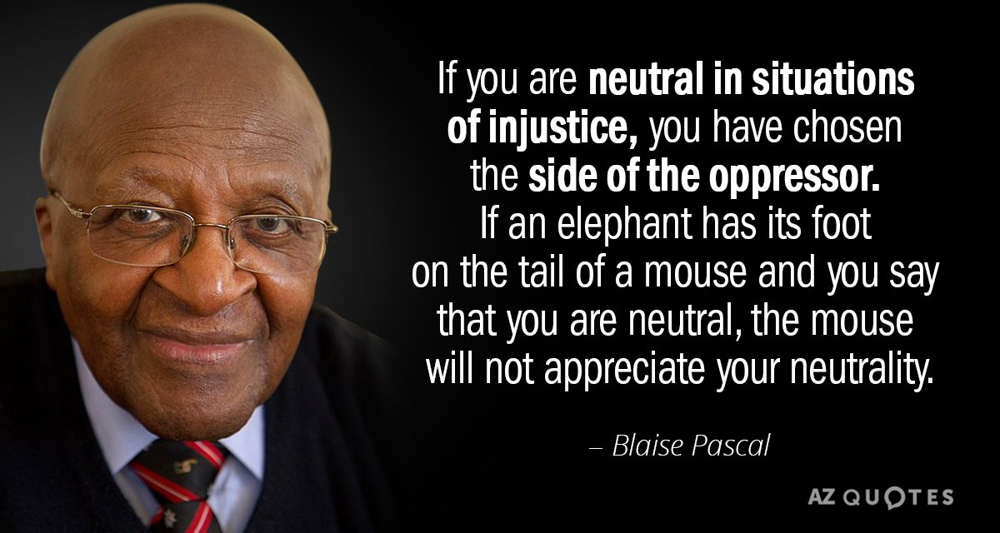 If you are neutral in situations
of injustice, you have chosen
the side of the oppressor.
If an elephant has its foot
on the tail of a mouse and you say
that you are neutral, the mouse
will not appreciate your neutrality.
– Blaise Pascal
AZ QUOTES